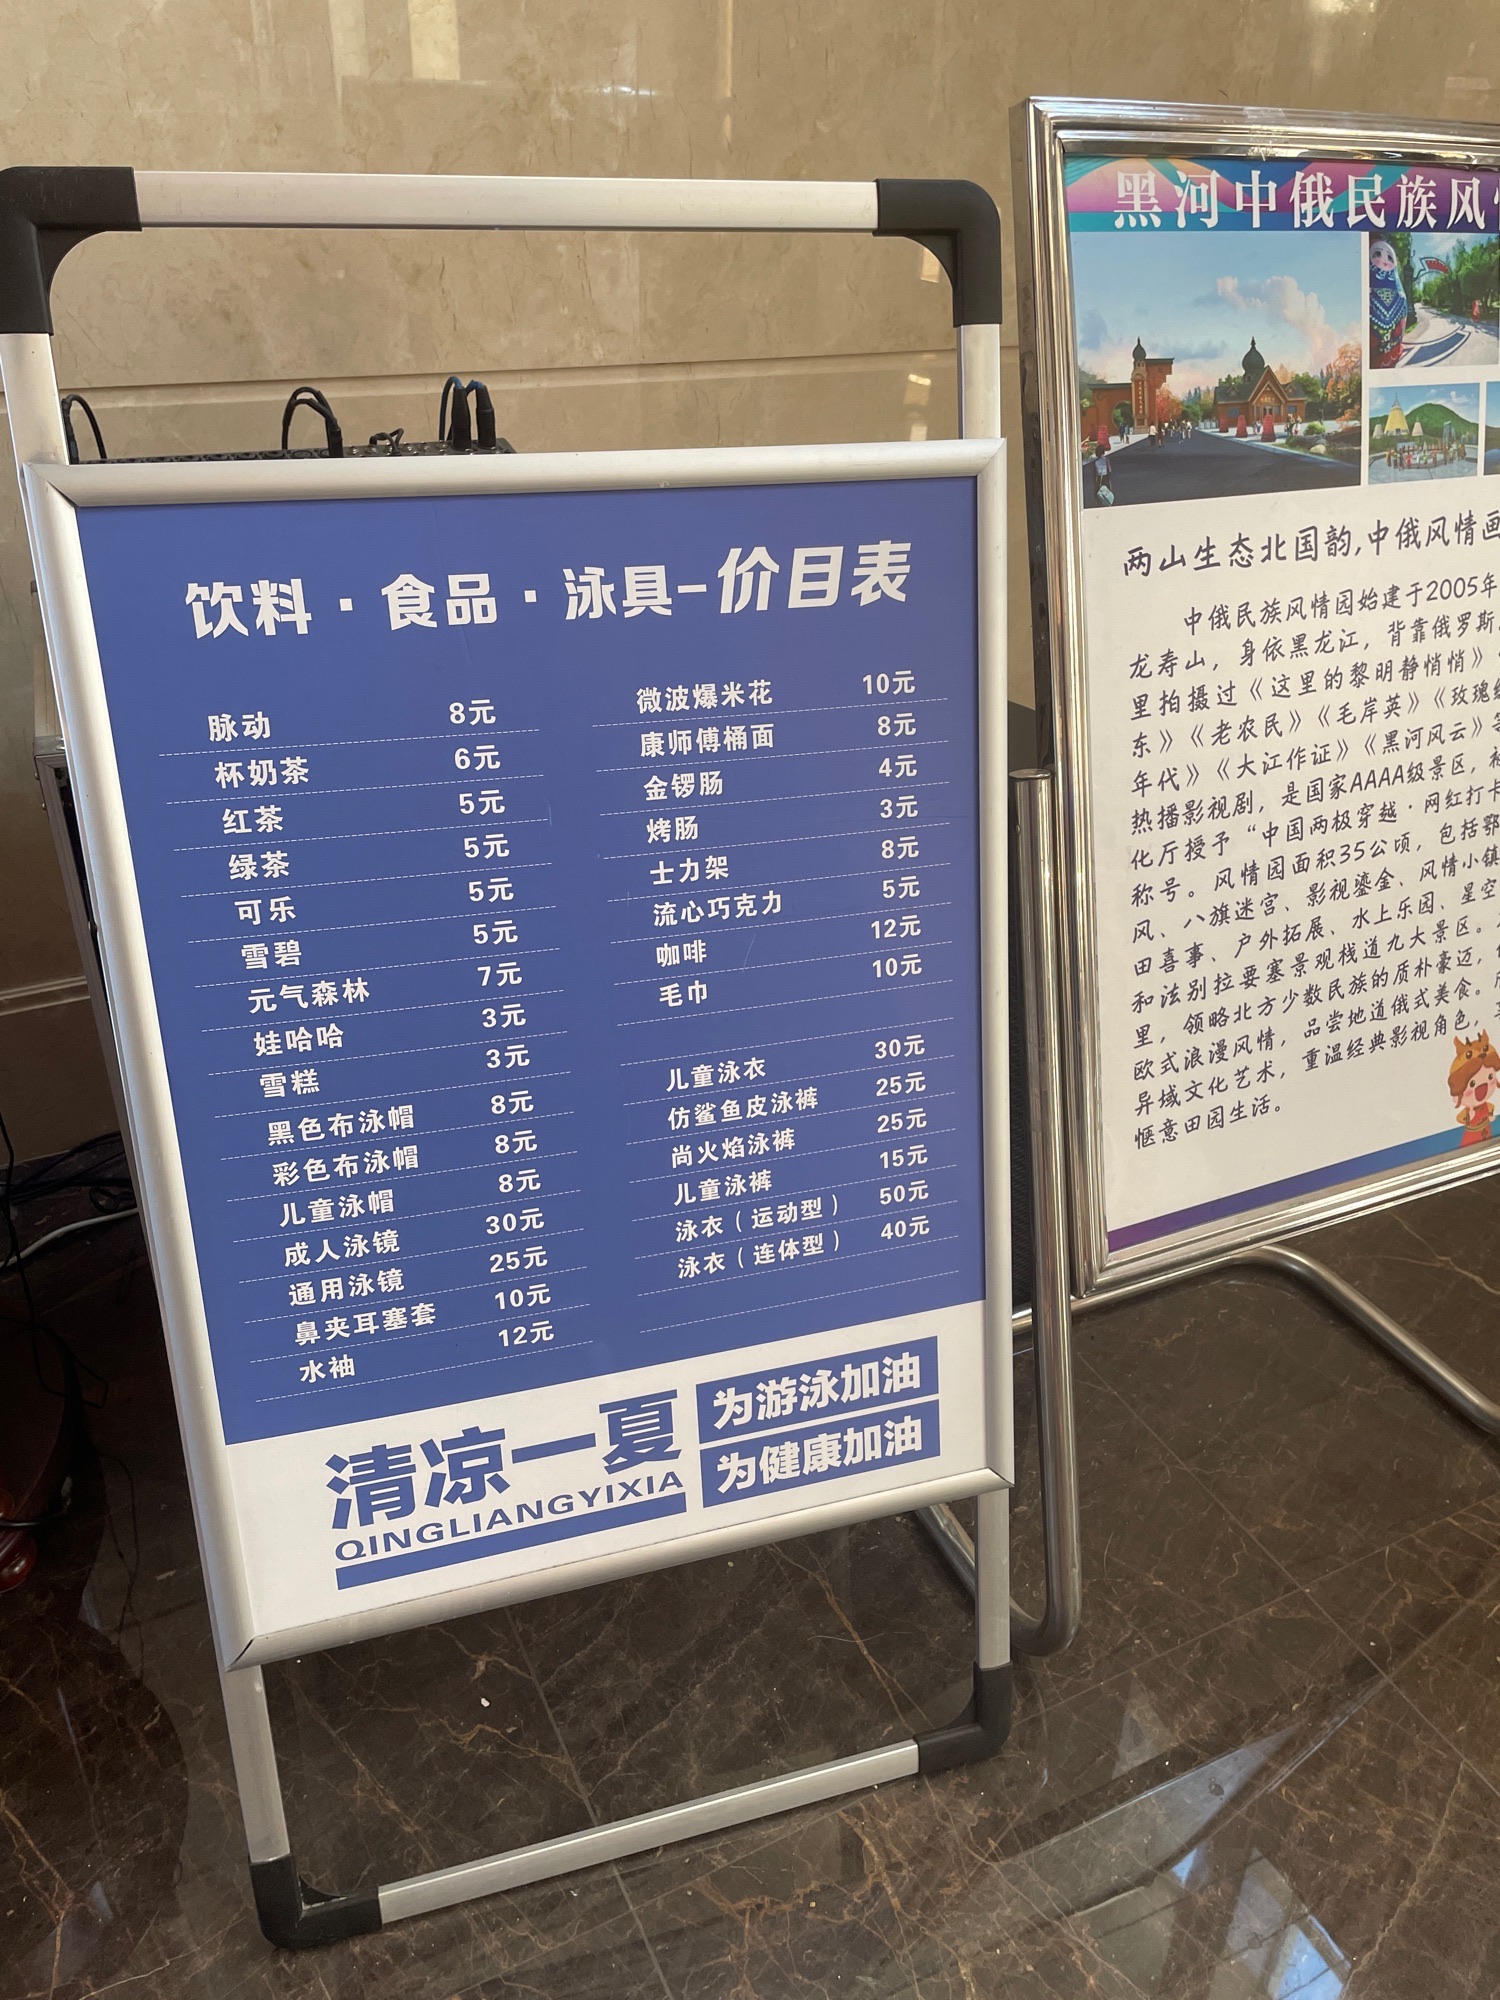 饮料·食品·泳具-价目表
脉动 8元
杯奶茶 6元
红茶 5元
绿茶 5元
可乐 5元
雪碧 5元
元气森林 7元
娃哈哈 3元
雪糕 3元
黑色布泳帽 8元
彩色布泳帽 8元
儿童泳帽 8元
成人泳镜 30元
通用泳镜 25元
鼻夹耳塞套 10元
水袖 12元
微波爆米花 10元
康师傅桶面 8元
金锣肠 4元
烤肠 3元
士力架 8元
流心巧克力 5元
咖啡 12元
毛巾 10元
儿童泳衣 30元
仿鲨鱼皮泳裤 25元
尚火焰泳裤 25元
儿童泳裤 15元
泳衣（运动型） 50元
泳衣（连体型） 40元
清凉一夏
QINGLIANGYIXIA
为游泳加油
为健康加油
黑河中俄民族风
两山生态北国韵,中俄风情画
中俄民族风情园始建于2005年
龙寿山，身依黑龙江，背靠俄罗斯
里拍摄过《这里的黎明静悄悄》
东》《老农民》《毛岸英》《玫瑰
年代》《大江作证》《黑河风云》
热播影视剧，是国家AAAA级景区，
化厅授予“中国两极穿越·网红打卡
称号。风情园面积35公顷，包括鄂
风、八旗迷宫、影视鎏金、风情小镇
田喜事、户外拓展、水上乐园、星空
和法别拉要塞景观栈道九大景区。
里，领略北方少数民族的质朴豪迈，
欧式浪漫风情，品尝地道俄式美食。
异域文化艺术，重温经典影视角色，
惬意田园生活。